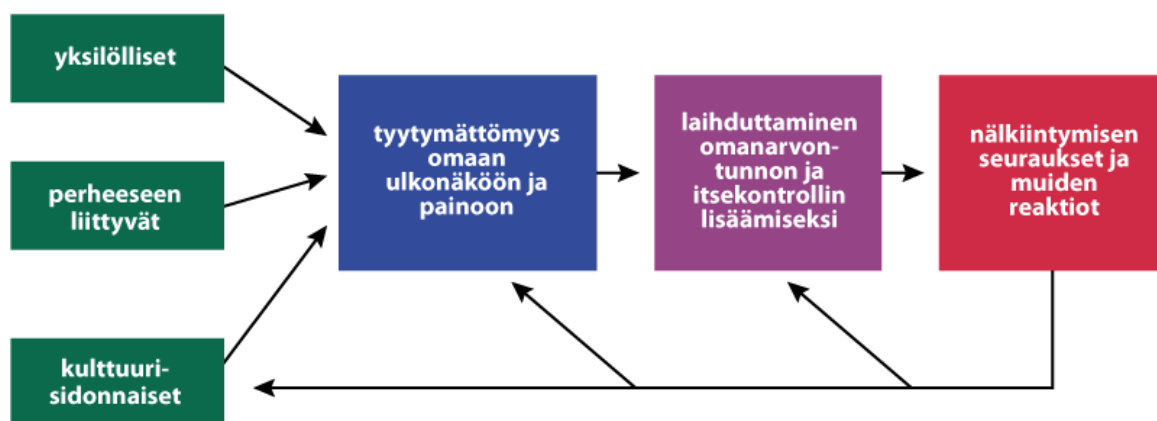 yksilölliset
perheeseen
liittyvät
kulttuuri-
sidonnaiset
tyytymättömyys
omaan
ulkonäköön ja
painoon
laihduttaminen
omanarvon-
tunnon ja
itsekontrollin
lisäämiseksi
nälkiintymisen
seuraukset ja
muiden
reaktiot